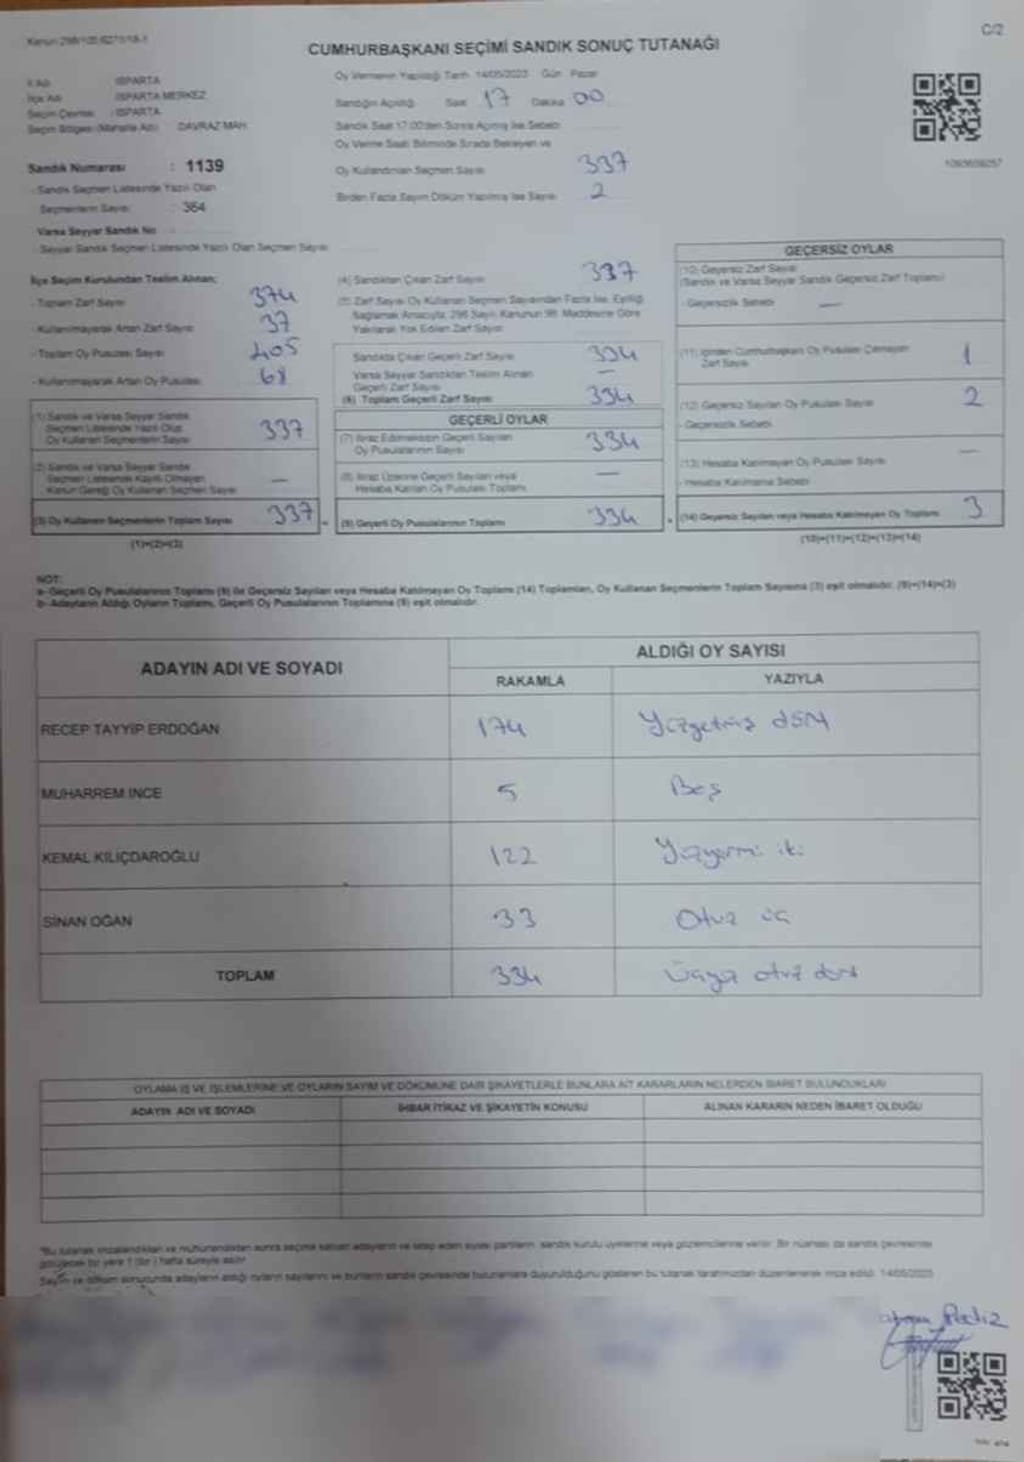 C/2
CUMHURBAŞKANI SEÇİMİ SANDIK SONUÇ TUTANAĞI
İli Adı : ISPARTA
İlçe Adı : ISPARTA MERKEZ
Seçim Çevresi : ISPARTA
Seçim Bölgesi (Mahalle Adı) : DAVRAZ MAH.
Sandık Numarası : 1139
- Sandık Seçmen Listesinde Yazılı Olan
Seçmenlerin Sayısı : 364
Varsa Seyyar Sandık No
- Seyyar Sandık Seçmen Listesinde Yazılı Olan Seçmen Sayısı
Oy Vermenin Yapıldığı Tarih 14/05/2023 Gün Pazar
Sandığın Açıldığı Saat 17 Dakika 00
Sandık Saat 17:00'den Sonra Açılmış İse Sebebi
Oy Verme Saati Bitiminde Sırada Bekleyen ve
Oy Kullandırılan Seçmen Sayısı 337
Birden Fazla Sayım Döküm Yapılmış İse Sayısı 2
İlçe Seçim Kurulundan Teslim Alınan;
- Toplam Zarf Sayısı 374
- Kullanılmayarak Artan Zarf Sayısı 37
- Toplam Oy Pusulası Sayısı 405
- Kullanılmayarak Artan Oy Pusulası 68
(1) Sandık ve Varsa Seyyar Sandık
Seçmen Listesinde Yazılı Olup
Oy Kullanan Seçmenlerin Sayısı 337
(2) Sandık ve Varsa Seyyar Sandık
Seçmen Listesinde Kayıtlı Olmayan
Kanun Gereği Oy Kullanan Seçmen Sayısı —
(3) Oy Kullanan Seçmenlerin Toplam Sayısı 337
(1)+(2)=(3)
(4) Sandıktan Çıkan Zarf Sayısı 337
(5) Zarf Sayısı Oy Kullanan Seçmen Sayısından Fazla İse, Eşitliği
Sağlamak Amacıyla; 298 Sayılı Kanunun 98. Maddesine Göre
Yakılarak Yok Edilen Zarf Sayısı
Sandıkta Çıkan Geçerli Zarf Sayısı 334
Varsa Seyyar Sandıktan Teslim Alınan
Geçerli Zarf Sayısı —
(6) Toplam Geçerli Zarf Sayısı 334
GEÇERLİ OYLAR
(7) İtiraz Edilmeksizin Geçerli Sayılan
Oy Pusulalarının Sayısı 334
(8) İtiraz Üzerine Geçerli Sayılan veya
Hesaba Katılan Oy Pusulası Toplamı —
(9) Geçerli Oy Pusulalarının Toplamı 334
GEÇERSİZ OYLAR
(10) Geçersiz Zarf Sayısı
(Sandık ve Varsa Seyyar Sandık Geçersiz Zarf Toplamı)
- Geçersizlik Sebebi —
(11) İçinden Cumhurbaşkanı Oy Pusulası Çıkmayan
Zarf Sayısı 1
(12) Geçersiz Sayılan Oy Pusulası Sayısı 2
- Geçersizlik Sebebi
(13) Hesaba Katılmayan Oy Pusulası Sayısı —
- Hesaba Katılmama Sebebi
(14) Geçersiz Sayılan veya Hesaba Katılmayan Oy Toplamı 3
(10)+(11)+(12)+(13)=(14)
NOT:
a- Geçerli Oy Pusulalarının Toplamı (9) ile Geçersiz Sayılan veya Hesaba Katılmayan Oy Toplamı (14) Toplamları, Oy Kullanan Seçmenlerin Toplam Sayısına (3) eşit olmalıdır. (9)+(14)=(3)
b- Adayların Aldığı Oyların Toplamı, Geçerli Oy Pusulalarının Toplamına (9) eşit olmalıdır.
ADAYIN ADI VE SOYADI ALDIĞI OY SAYISI
RAKAMLA YAZIYLA
RECEP TAYYİP ERDOĞAN 174
MUHARREM İNCE 5 Beş
KEMAL KILIÇDAROĞLU 122 Yüzyirmi iki
SİNAN OĞAN 33 Otuz üç
TOPLAM 334 Üçyüz otuz dört
OYLAMA İŞ VE İŞLEMLERİNE VE OYLARIN SAYIM VE DÖKÜMÜNE DAİR ŞİKAYETLERLE BUNLARA AİT KARARLARIN NELERDEN İBARET BULUNDUKLARI
ADAYIN ADI VE SOYADI İHBAR İTİRAZ VE ŞİKAYETİN KONUSU ALINAN KARARIN NEDEN İBARET OLDUĞU